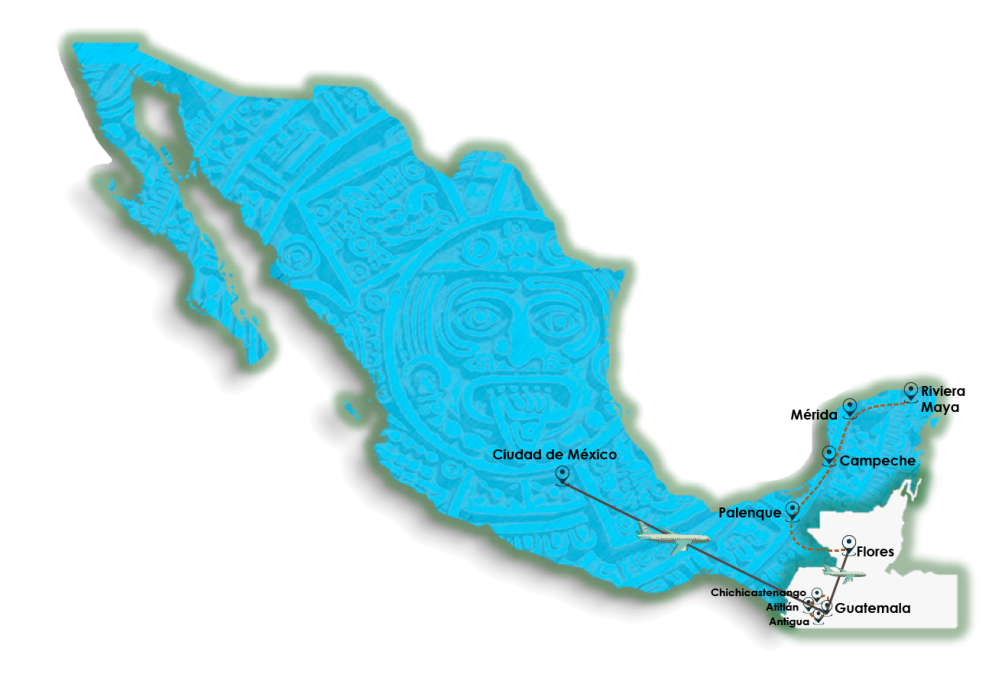 Riviera
Maya
Mérida
Ciudad de México
Campeche
Palenque
Flores
Chichicastenango
Atitlán
Guatemala
Antigua